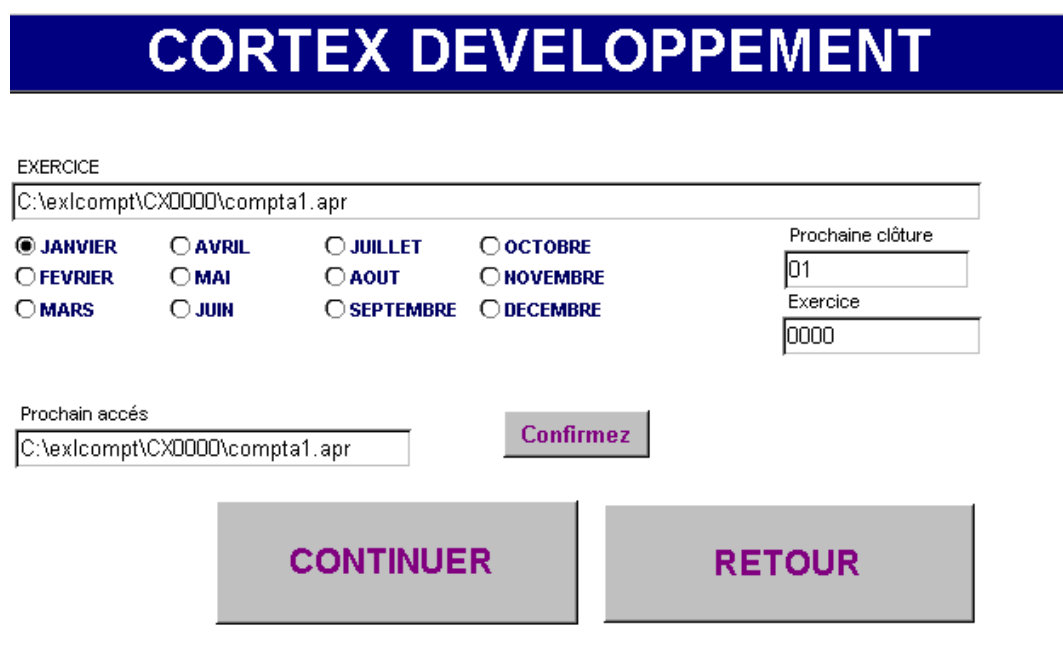 CORTEX DEVELOPPEMENT
EXERCICE
C:\exlcompt\CX0000\compta1.apr
JANVIER AVRIL JUILLET OCTOBRE
FEVRIER MAI AOUT NOVEMBRE
MARS JUIN SEPTEMBRE DECEMBRE
Prochaine clôture
01
Exercice
0000
Prochain accés
C:\exlcompt\CX0000\compta1.apr
Confirmez
CONTINUER RETOUR